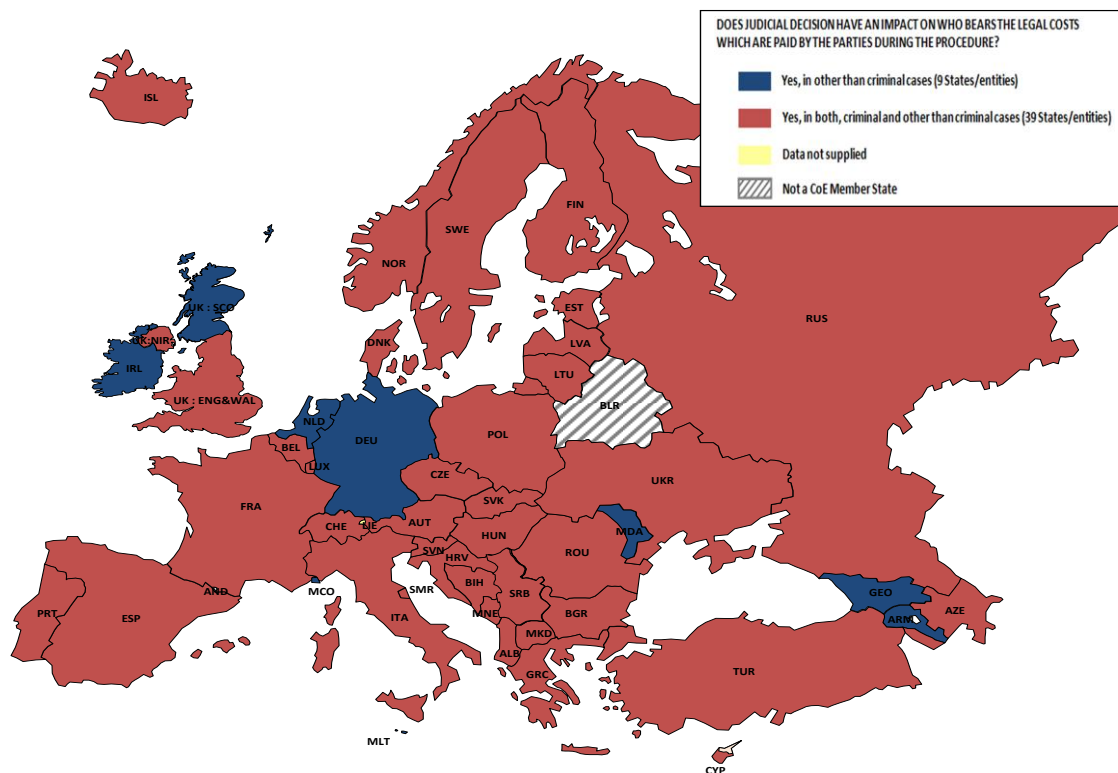 DOES JUDICIAL DECISION HAVE AN IMPACT ON WHO BEARS THE LEGAL COSTS
WHICH ARE PAID BY THE PARTIES DURING THE PROCEDURE?
Yes, in other than criminal cases (9 States/entities)
Yes, in both, criminal and other than criminal cases (39 States/entities)
Data not supplied
Not a CoE Member State
ISL
FIN
SWE
NOR
UK : SCO
EST
RUS
UK:NIR
DNK
LVA
IRL
LTU
UK : ENG&WAL
BLR
NLD
DEU
POL
BEL
LUX
CZE
UKR
SVK
FRA
CHE
LIE
AUT
MDA
HUN
SVN
HRV
ROU
AND
MCO
SMR
BIH
SRB
GEO
PRT
ESP
ITA
MNE
BGR
ARM
AZE
MKD
ALB
GRC
TUR
MLT
CYP